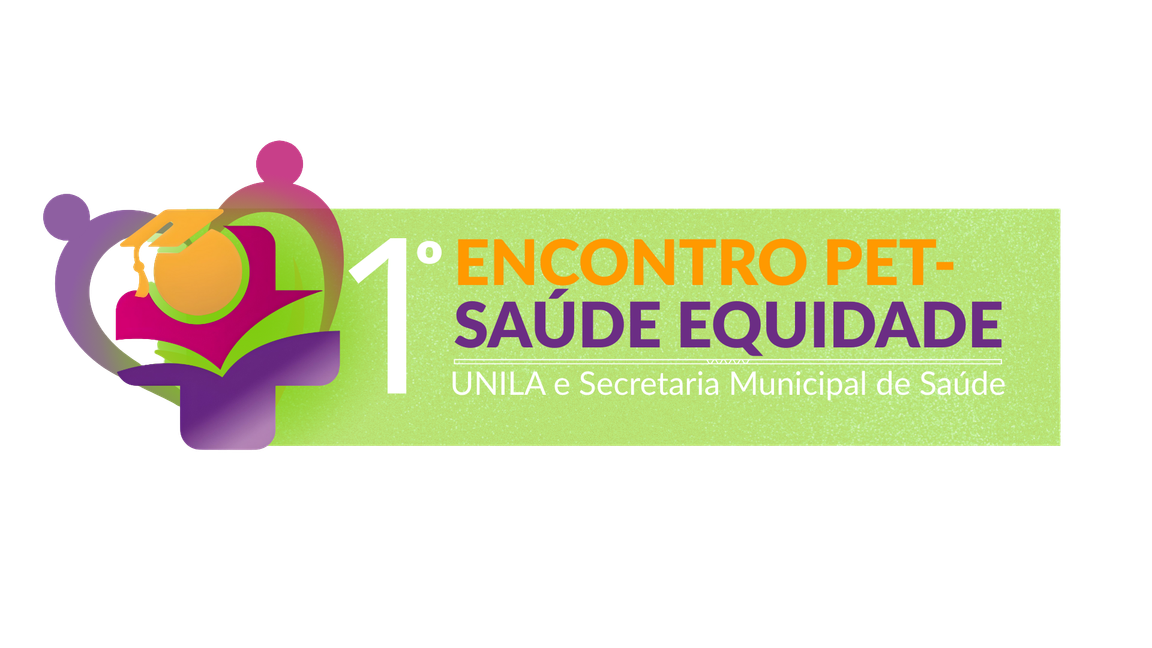 1º ENCONTRO PET-
SAÚDE EQUIDADE
UNILA e Secretaria Municipal de Saúde